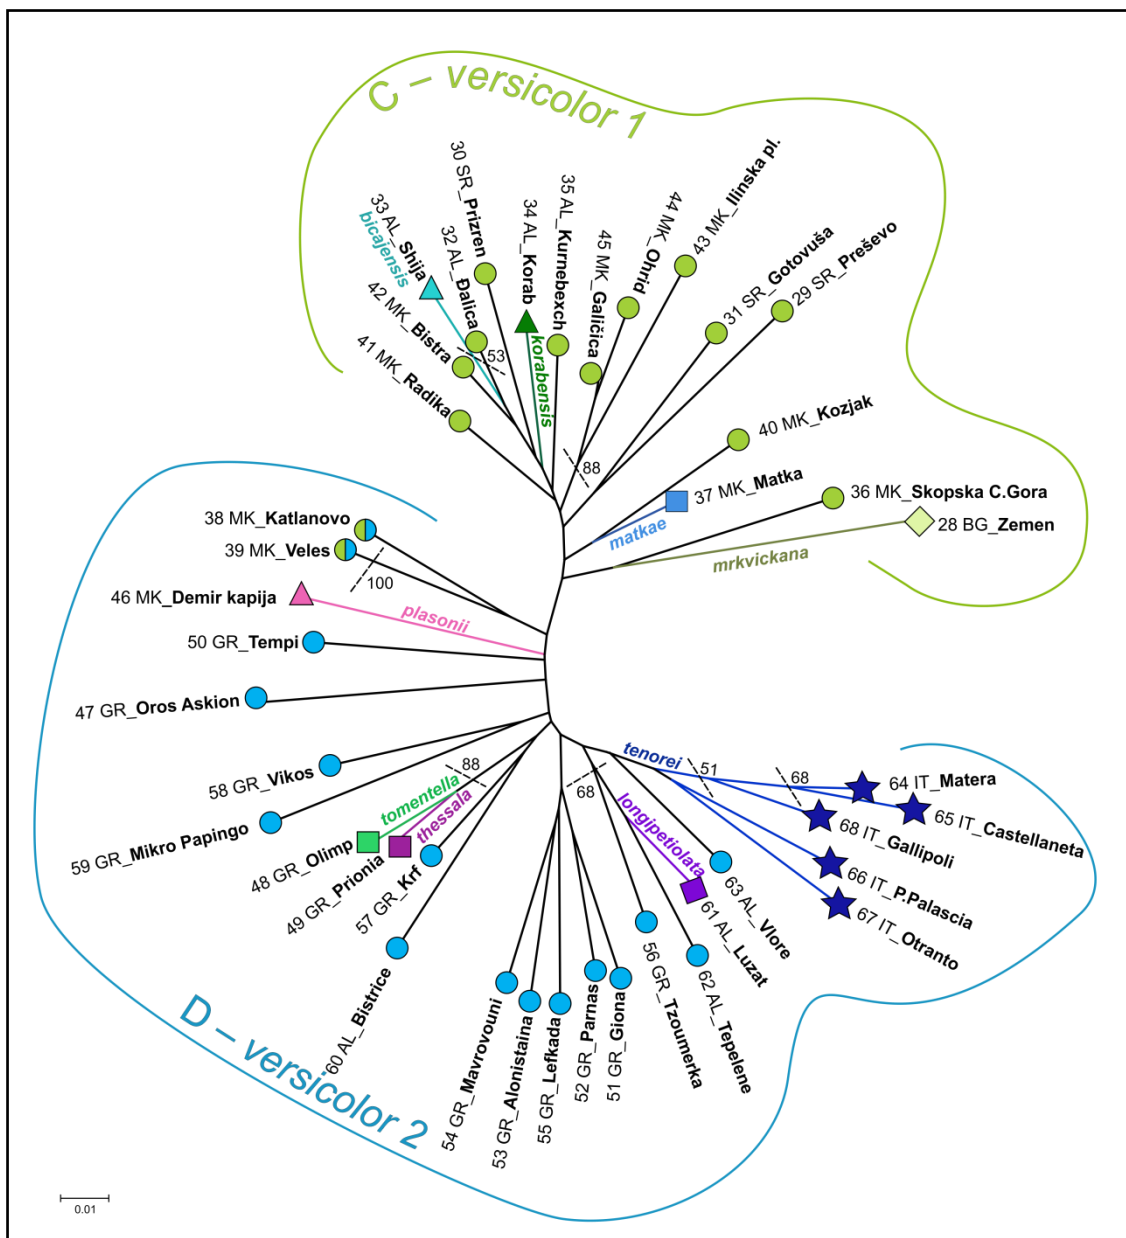 C – versicolor 1
30 SR_Prizren
35 AL_Kurnebexch
34 AL_Korab
korabensis
33 AL_Shija
bicajensis
32 AL_Đalica
42 MK_Bistra
41 MK_Radika
53
45 MK_Galičica
44 MK_Ohrid
43 MK_Ilinska pl.
31 SR_Gotovuša
29 SR_Preševo
88
40 MK_Kozjak
37 MK_Matka
matkae
36 MK_Skopska C.Gora
28 BG_Zemen
mrkvickana
38 MK_Katlanovo
39 MK_Veles
100
46 MK_Demir kapija
plasonii
50 GR_Tempi
47 GR_Oros Askion
58 GR_Vikos
59 GR_Mikro Papingo
88
tomentella
thessala
48 GR_Olimp
49 GR_Prionia
57 GR_Krf
60 AL_Bistrice
54 GR_Mavrovouni
53 GR_Alonistaina
55 GR_Lefkada
52 GR_Parnas
51 GR_Giona
68
56 GR_Tzoumerka
62 AL_Tepelene
61 AL_Luzat
longipetiolata
63 AL_Vlore
tenorei
51
68
64 IT_Matera
65 IT_Castellaneta
68 IT_Gallipoli
66 IT_P.Palascia
67 IT_Otranto
D – versicolor 2
0.01